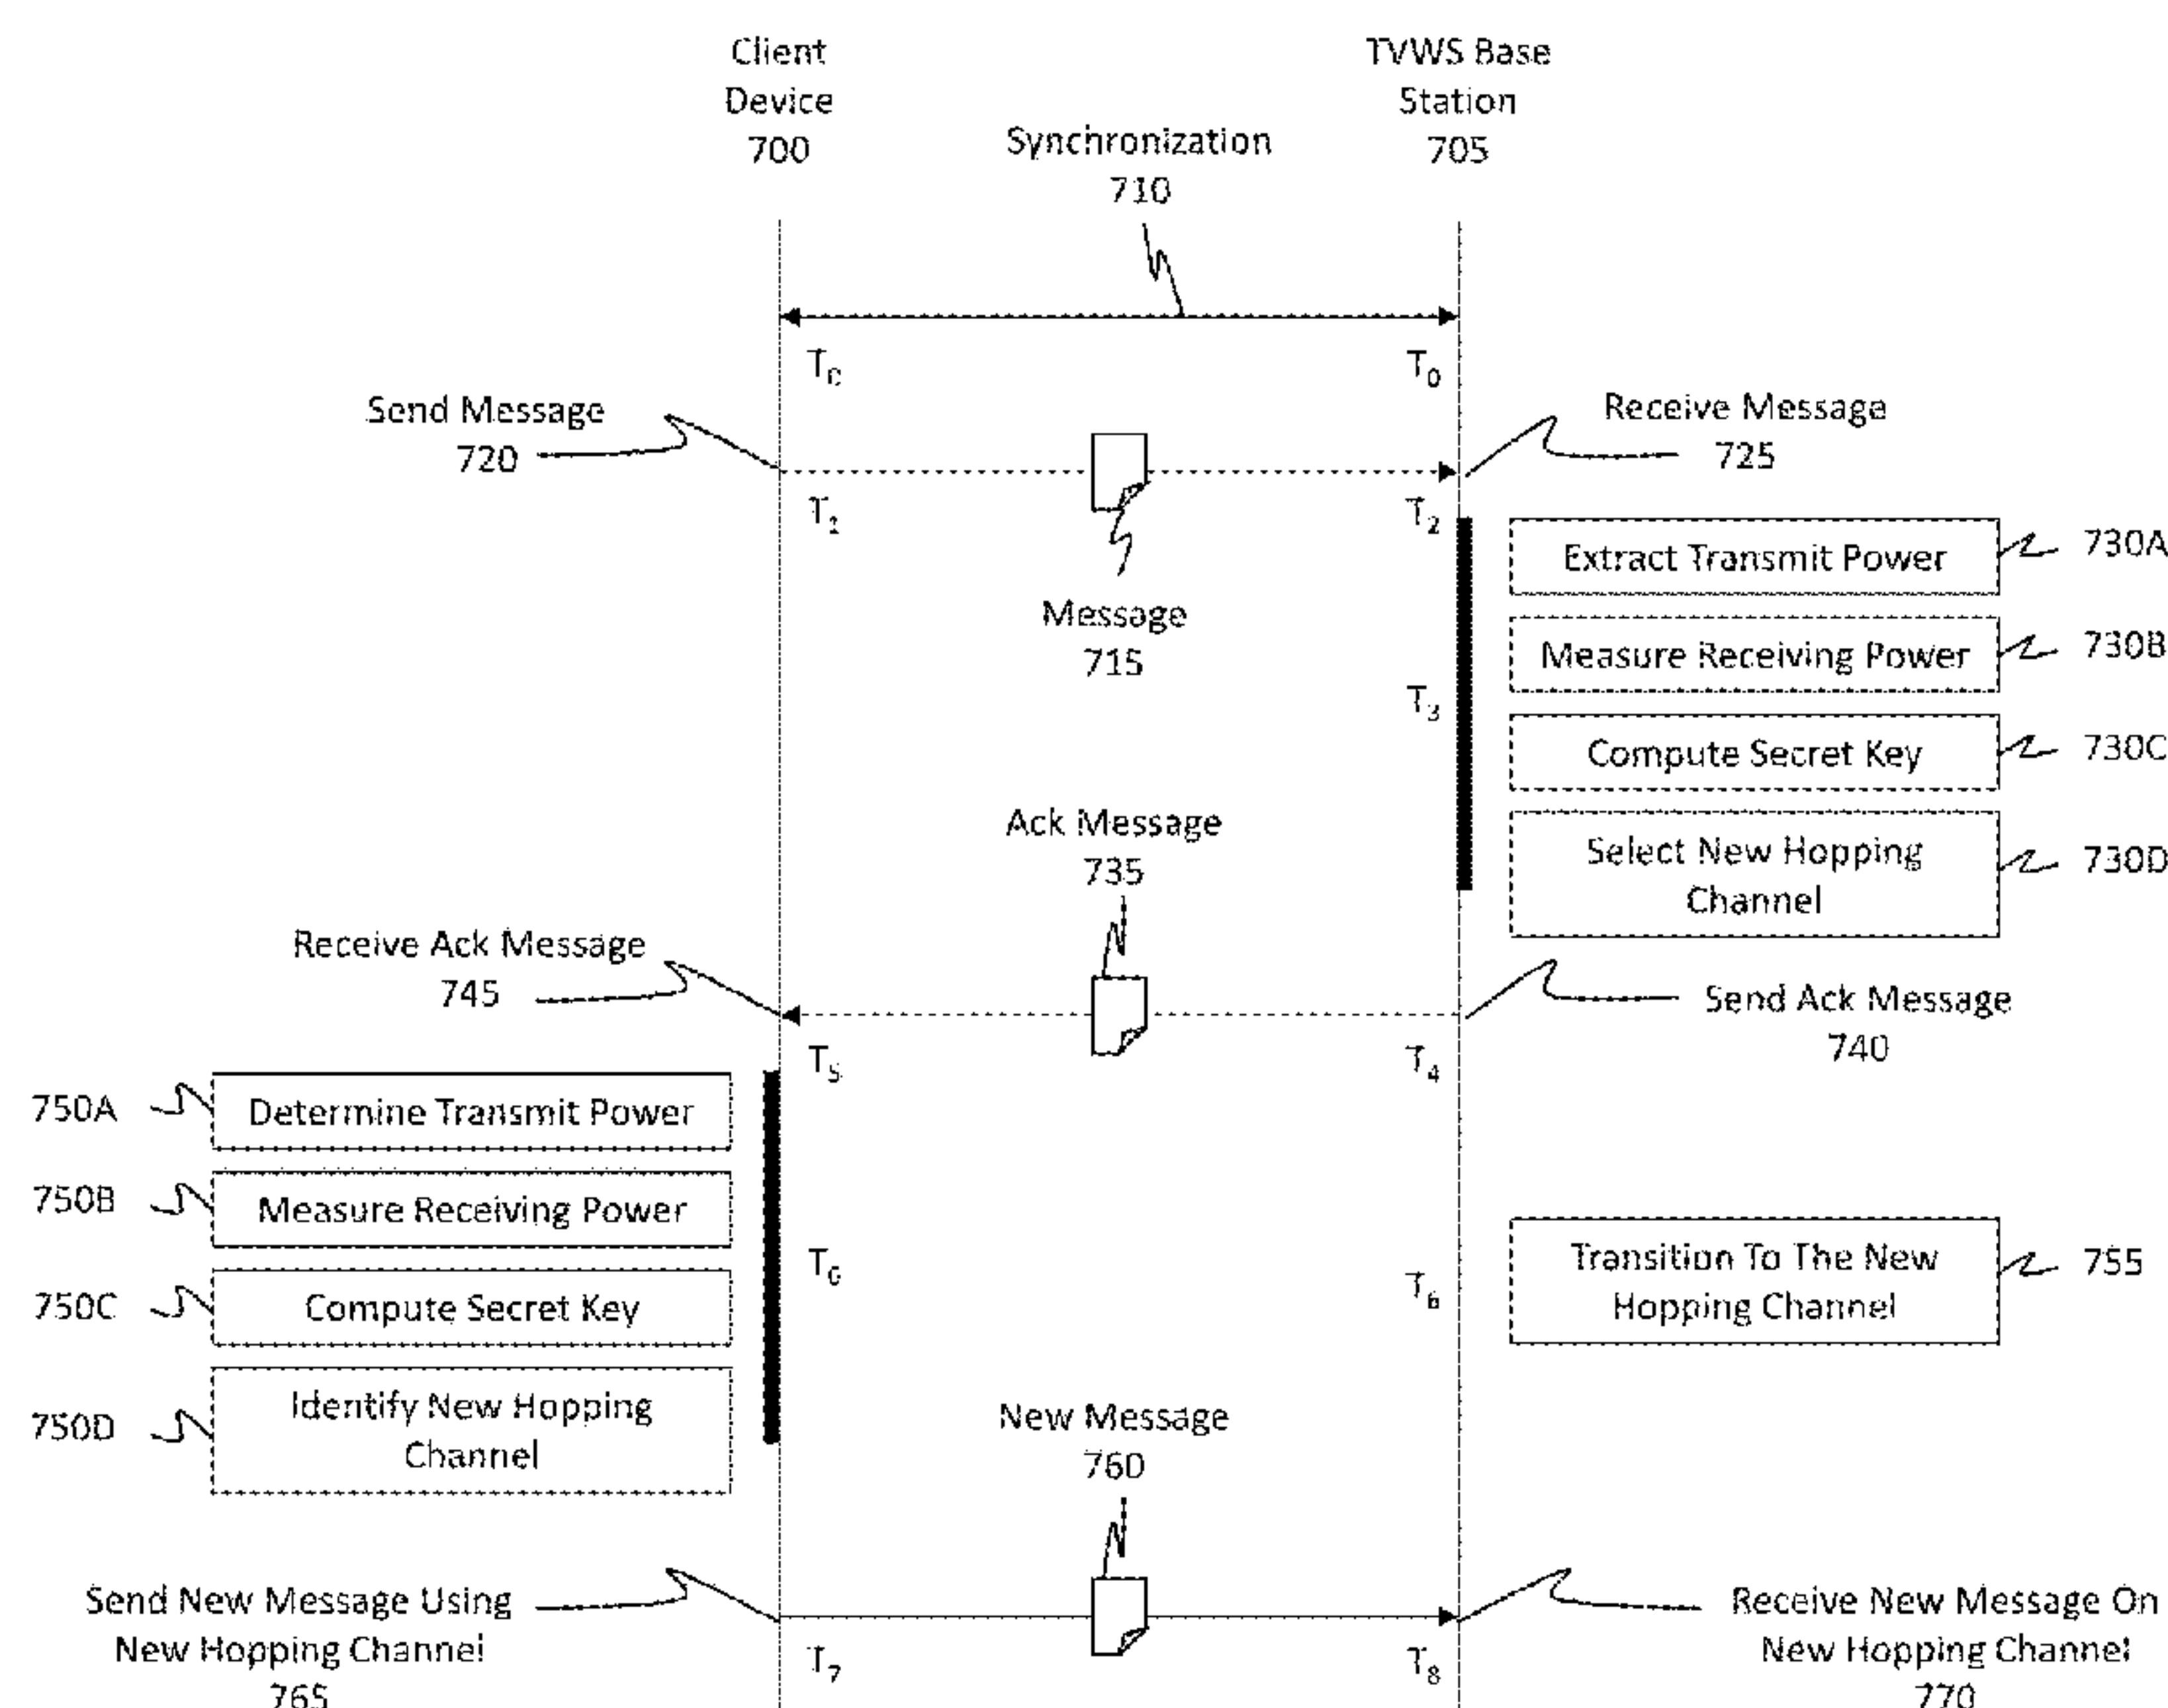 Client
Device
700
TVWS Base
Station
705
Synchronization
710
T0
T0
Send Message
720
Receive Message
725
T1
T2
Message
715
Extract Transmit Power
730A
Measure Receiving Power
730B
T3
Compute Secret Key
730C
Select New Hopping
Channel
730D
Ack Message
735
Receive Ack Message
745
Send Ack Message
740
T5
T4
750A
Determine Transmit Power
750B
Measure Receiving Power
T6
750C
Compute Secret Key
750D
Identify New Hopping
Channel
T6
Transition To The New
Hopping Channel
755
New Message
760
Send New Message Using
New Hopping Channel
765
T7
T8
Receive New Message On
New Hopping Channel
770